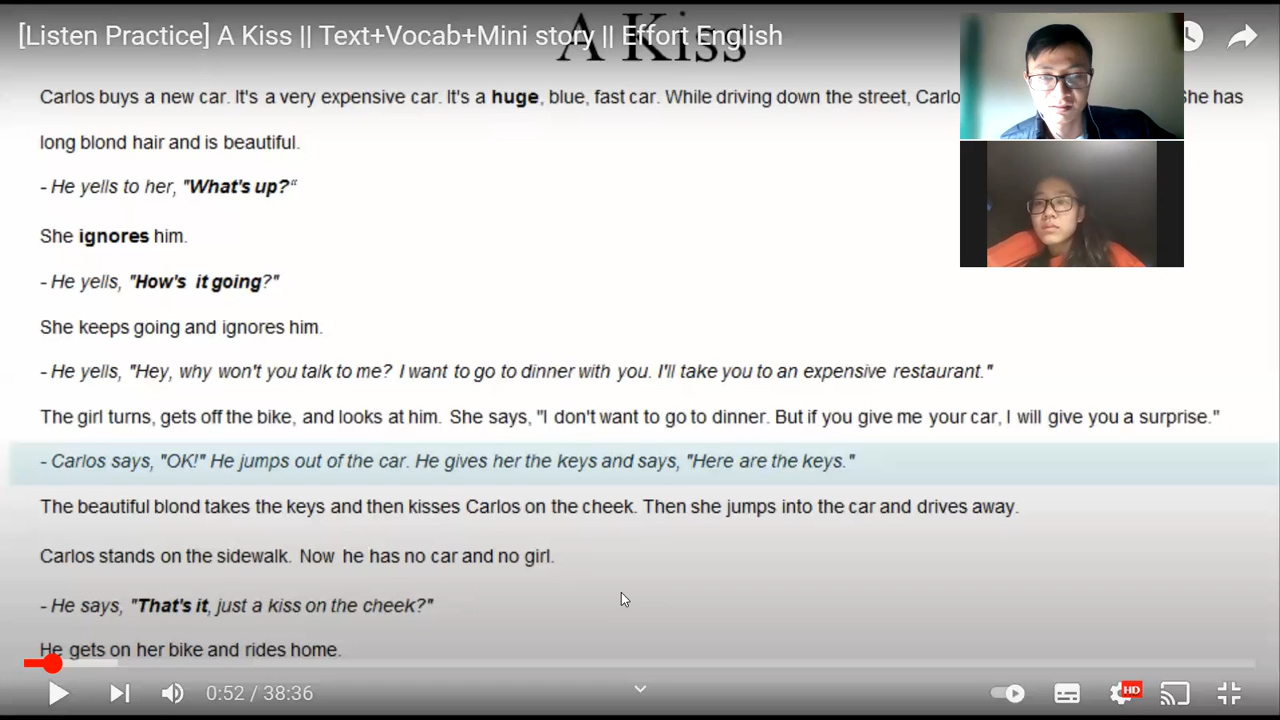 A Kiss
[Listen Practice] A Kiss || Text+Vocab+Mini story || Effort English
Carlos buys a new car. It's a very expensive car. It's a huge, blue, fast car. While driving down the street, Carlo She has
long blond hair and is beautiful.
- He yells to her, "What's up?“
She ignores him.
- He yells, "How's it going?"
She keeps going and ignores him.
- He yells, "Hey, why won't you talk to me? I want to go to dinner with you. I'll take you to an expensive restaurant."
The girl turns, gets off the bike, and looks at him. She says, "I don't want to go to dinner. But if you give me your car, I will give you a surprise."
- Carlos says, "OK!" He jumps out of the car. He gives her the keys and says, "Here are the keys."
The beautiful blond takes the keys and then kisses Carlos on the cheek. Then she jumps into the car and drives away.
Carlos stands on the sidewalk. Now he has no car and no girl.
- He says, "That's it, just a kiss on the cheek?"
He gets on her bike and rides home.
0:52 / 38:36
HD